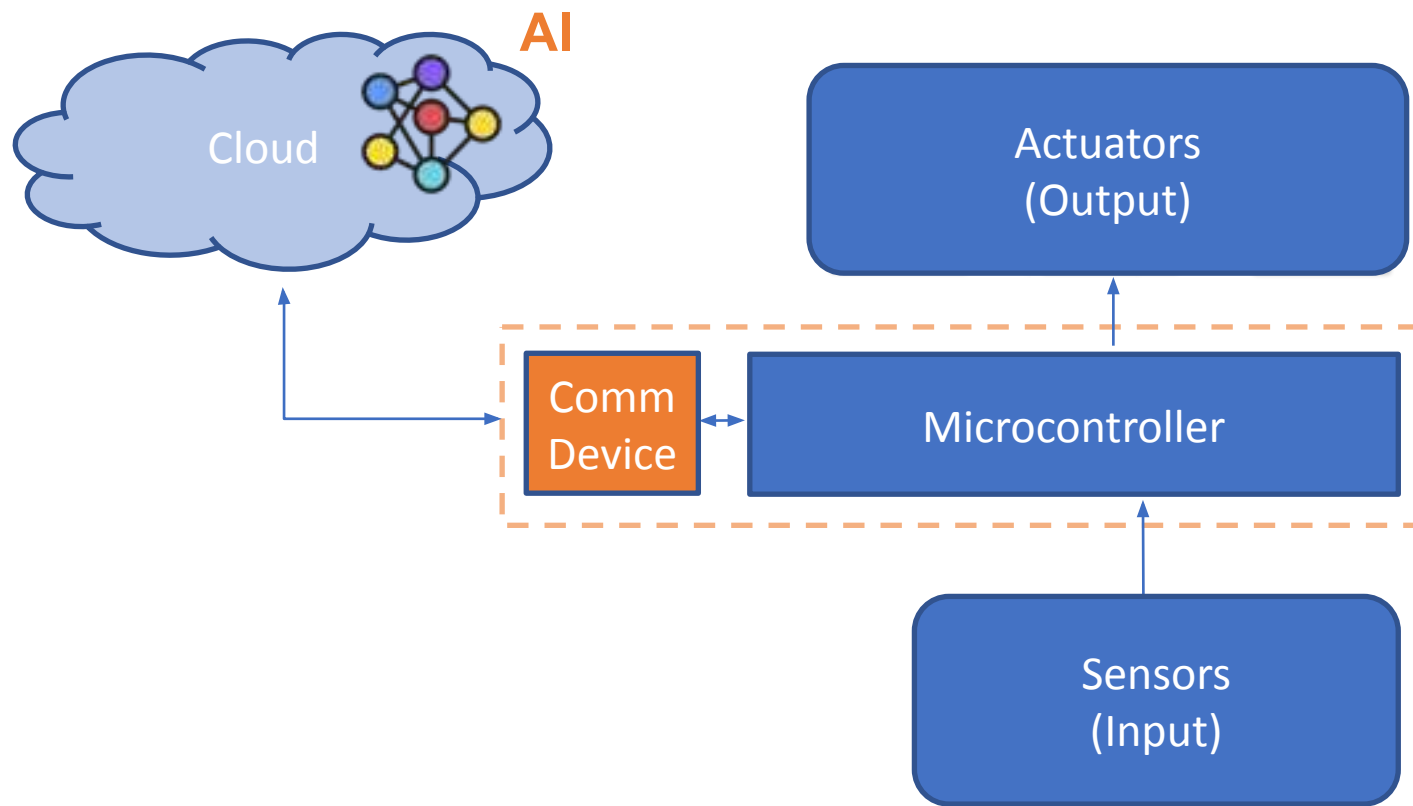 AI
Cloud
Actuators
(Output)
Comm
Device
Microcontroller
Sensors
(Input)